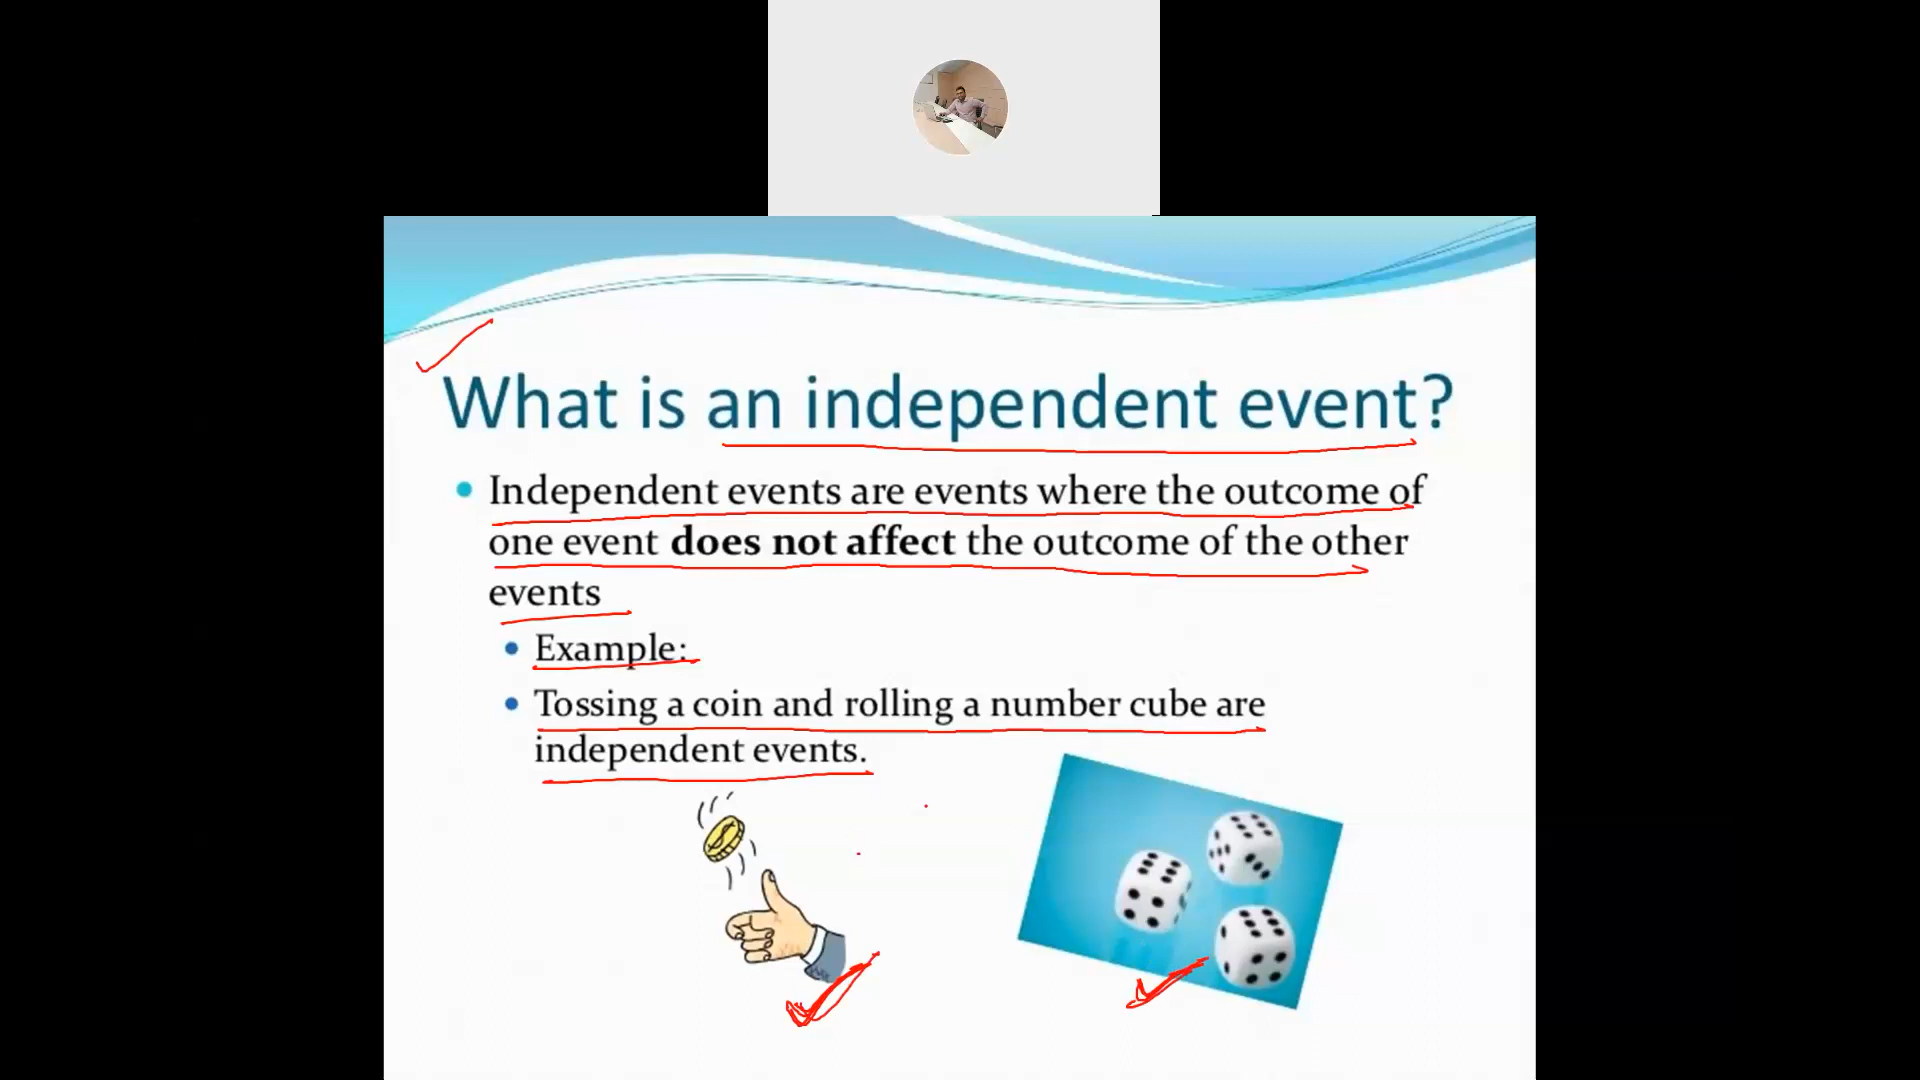 What is an independent event?
Independent events are events where the outcome of
one event does not affect the outcome of the other
events
Example:
Tossing a coin and rolling a number cube are
independent events.